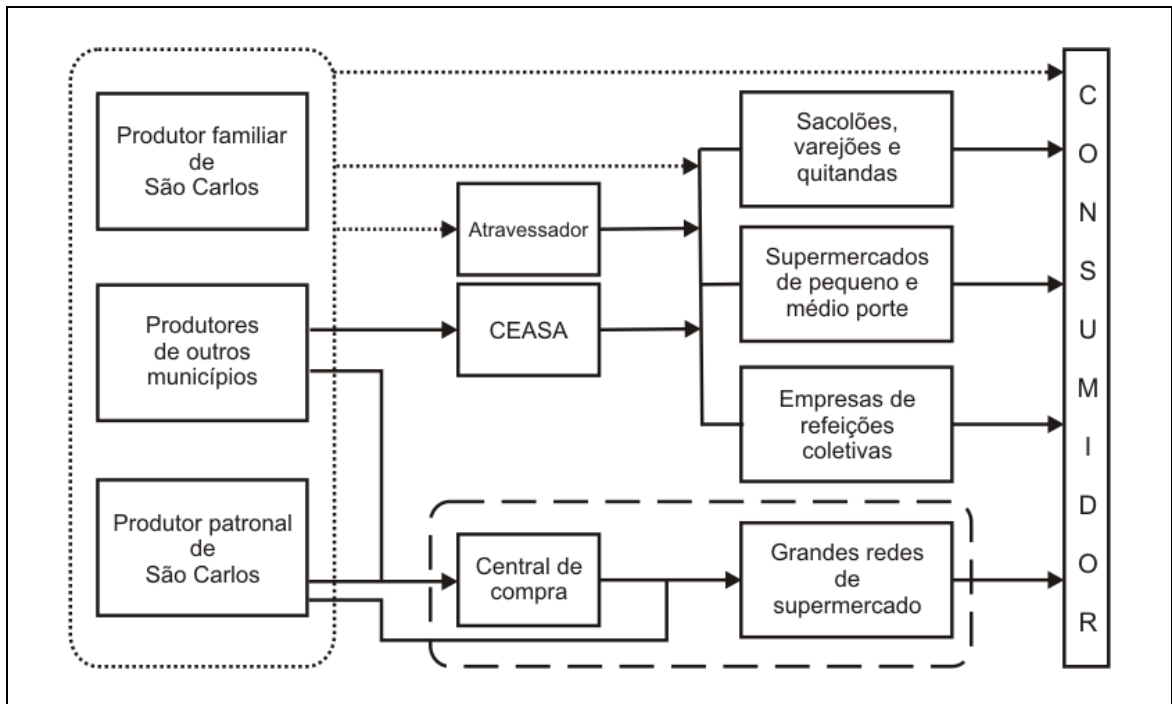 Produtor familiar
de
São Carlos
Produtores
de outros
municípios
Produtor patronal
de
São Carlos
Atravessador
CEASA
Central de
compra
Sacolões,
varejões e
quitandas
Supermercados
de pequeno e
médio porte
Empresas de
refeições
coletivas
Grandes redes
de
supermercado
C
O
N
S
U
M
I
D
O
R